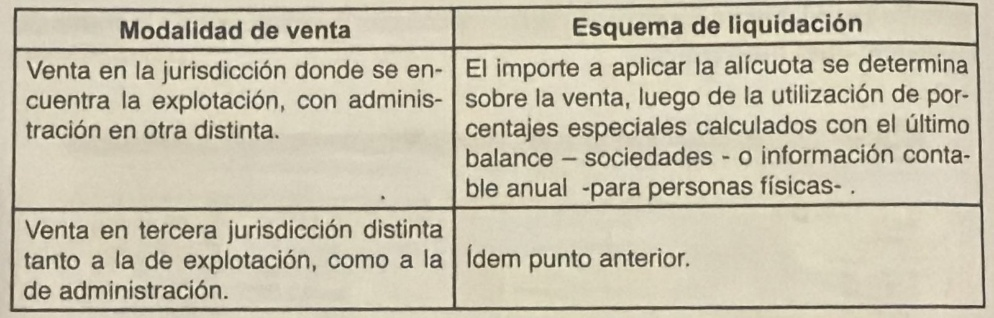 Modalidad de venta
Esquema de liquidación
Venta en la jurisdicción donde se en-
cuentra la explotación, con adminis-
tración en otra distinta.
El importe a aplicar la alícuota se determina
sobre la venta, luego de la utilización de por-
centajes especiales calculados con el último
balance – sociedades - o información conta-
ble anual -para personas físicas- .
Venta en tercera jurisdicción distinta
tanto a la de explotación, como a la
de administración.
Ídem punto anterior.